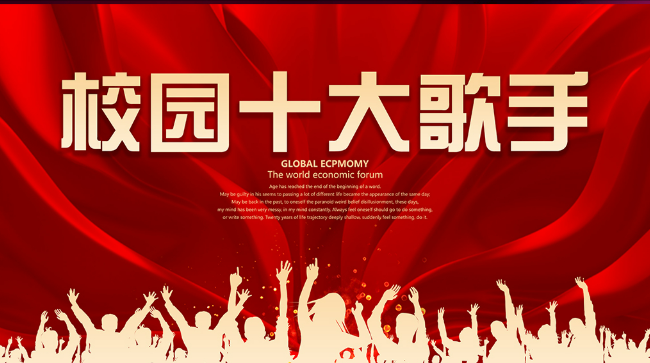 校园十大歌手
GLOBAL ECPMOMY
The world economic forum
Age has reached the end of the beginning of a word.
May be guilty in his seems to passing a lot of different life became the appearance of the same day;
May be back in the past, to oneself the paranoid weird belief disillusionment, these days,
my mind has been very messy, in my mind constantly. Always feel oneself should go to do something,
or write something. Twenty years of life trajectory deeply shallow, suddenly feel something, do it.